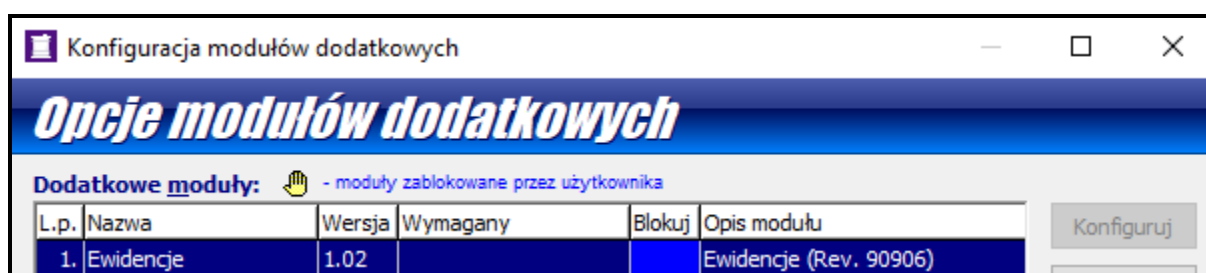 Konfiguracja modułów dodatkowych
Opcje modułów dodatkowych
Dodatkowe moduły: - moduły zablokowane przez użytkownika
L.p. Nazwa Wersja Wymagany Blokuj Opis modułu
Konfiguruj
1. Ewidencje 1.02 Ewidencje (Rev. 90906)